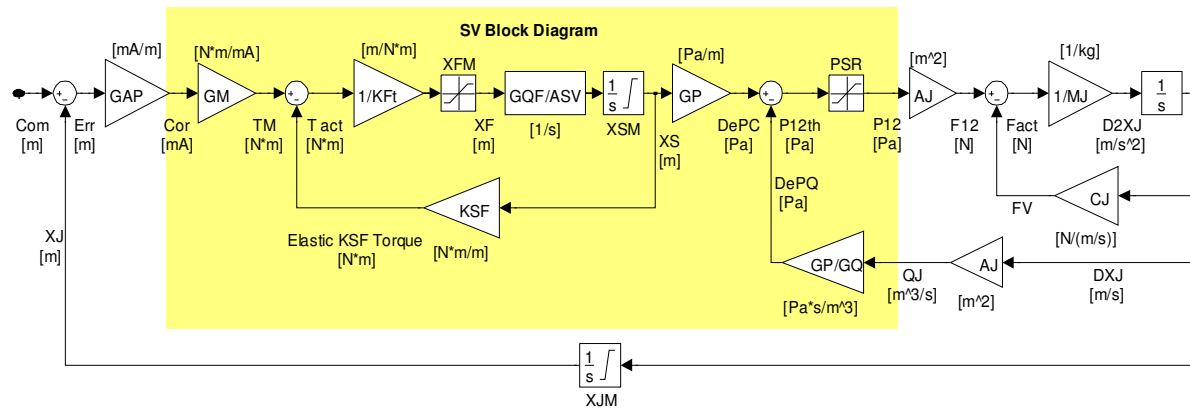 SV Block Diagram
[mA/m]
[N*m/mA]
[m/N*m]
XFM
[Pa/m]
PSR
[m^2]
[1/kg]
+
-
GAP
GM
+
-
1/KFt
GQF/ASV
1
s
GP
+
-
AJ
+
-
1/MJ
1
s
Com
[m]
Err
[m]
Cor
[mA]
TM
[N*m]
T act
[N*m]
XF
[m]
[1/s]
XSM
XS
[m]
DePC
[Pa]
P12th
[Pa]
P12
[Pa]
F12
[N]
Fact
[N]
D2XJ
[m/s^2]
KSF
Elastic KSF Torque
[N*m]
[N*m/m]
DePQ
[Pa]
FV
CJ
[N/(m/s)]
XJ
[m]
GP/GQ
[Pa*s/m^3]
QJ
[m^3/s]
AJ
[m^2]
DXJ
[m/s]
1
s
XJM